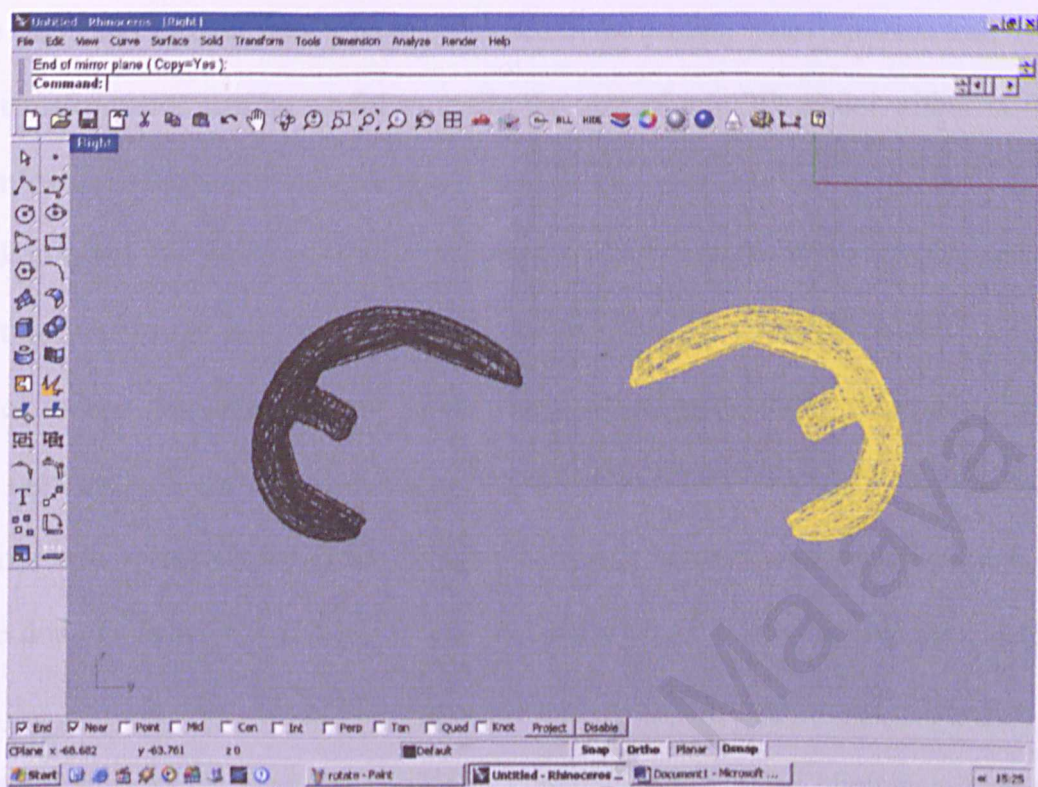 Untitled - Rhinoceros - [Right]
File Edit View Curve Surface Solid Transform Tools Dimension Analyze Render Help
End of mirror plane ( Copy=Yes ):
Command:
ALL HIDE
Right
T
y
End Near Point Mid Cen Int Perp Tan Quad Knot Project Disable
CPlane x -68.682 y -63.761 z 0 Default Snap Ortho Planar Osnap
Start rotate - Paint Untitled - Rhinoceros ... Document1 - Microsoft ... 15:25
Malaya